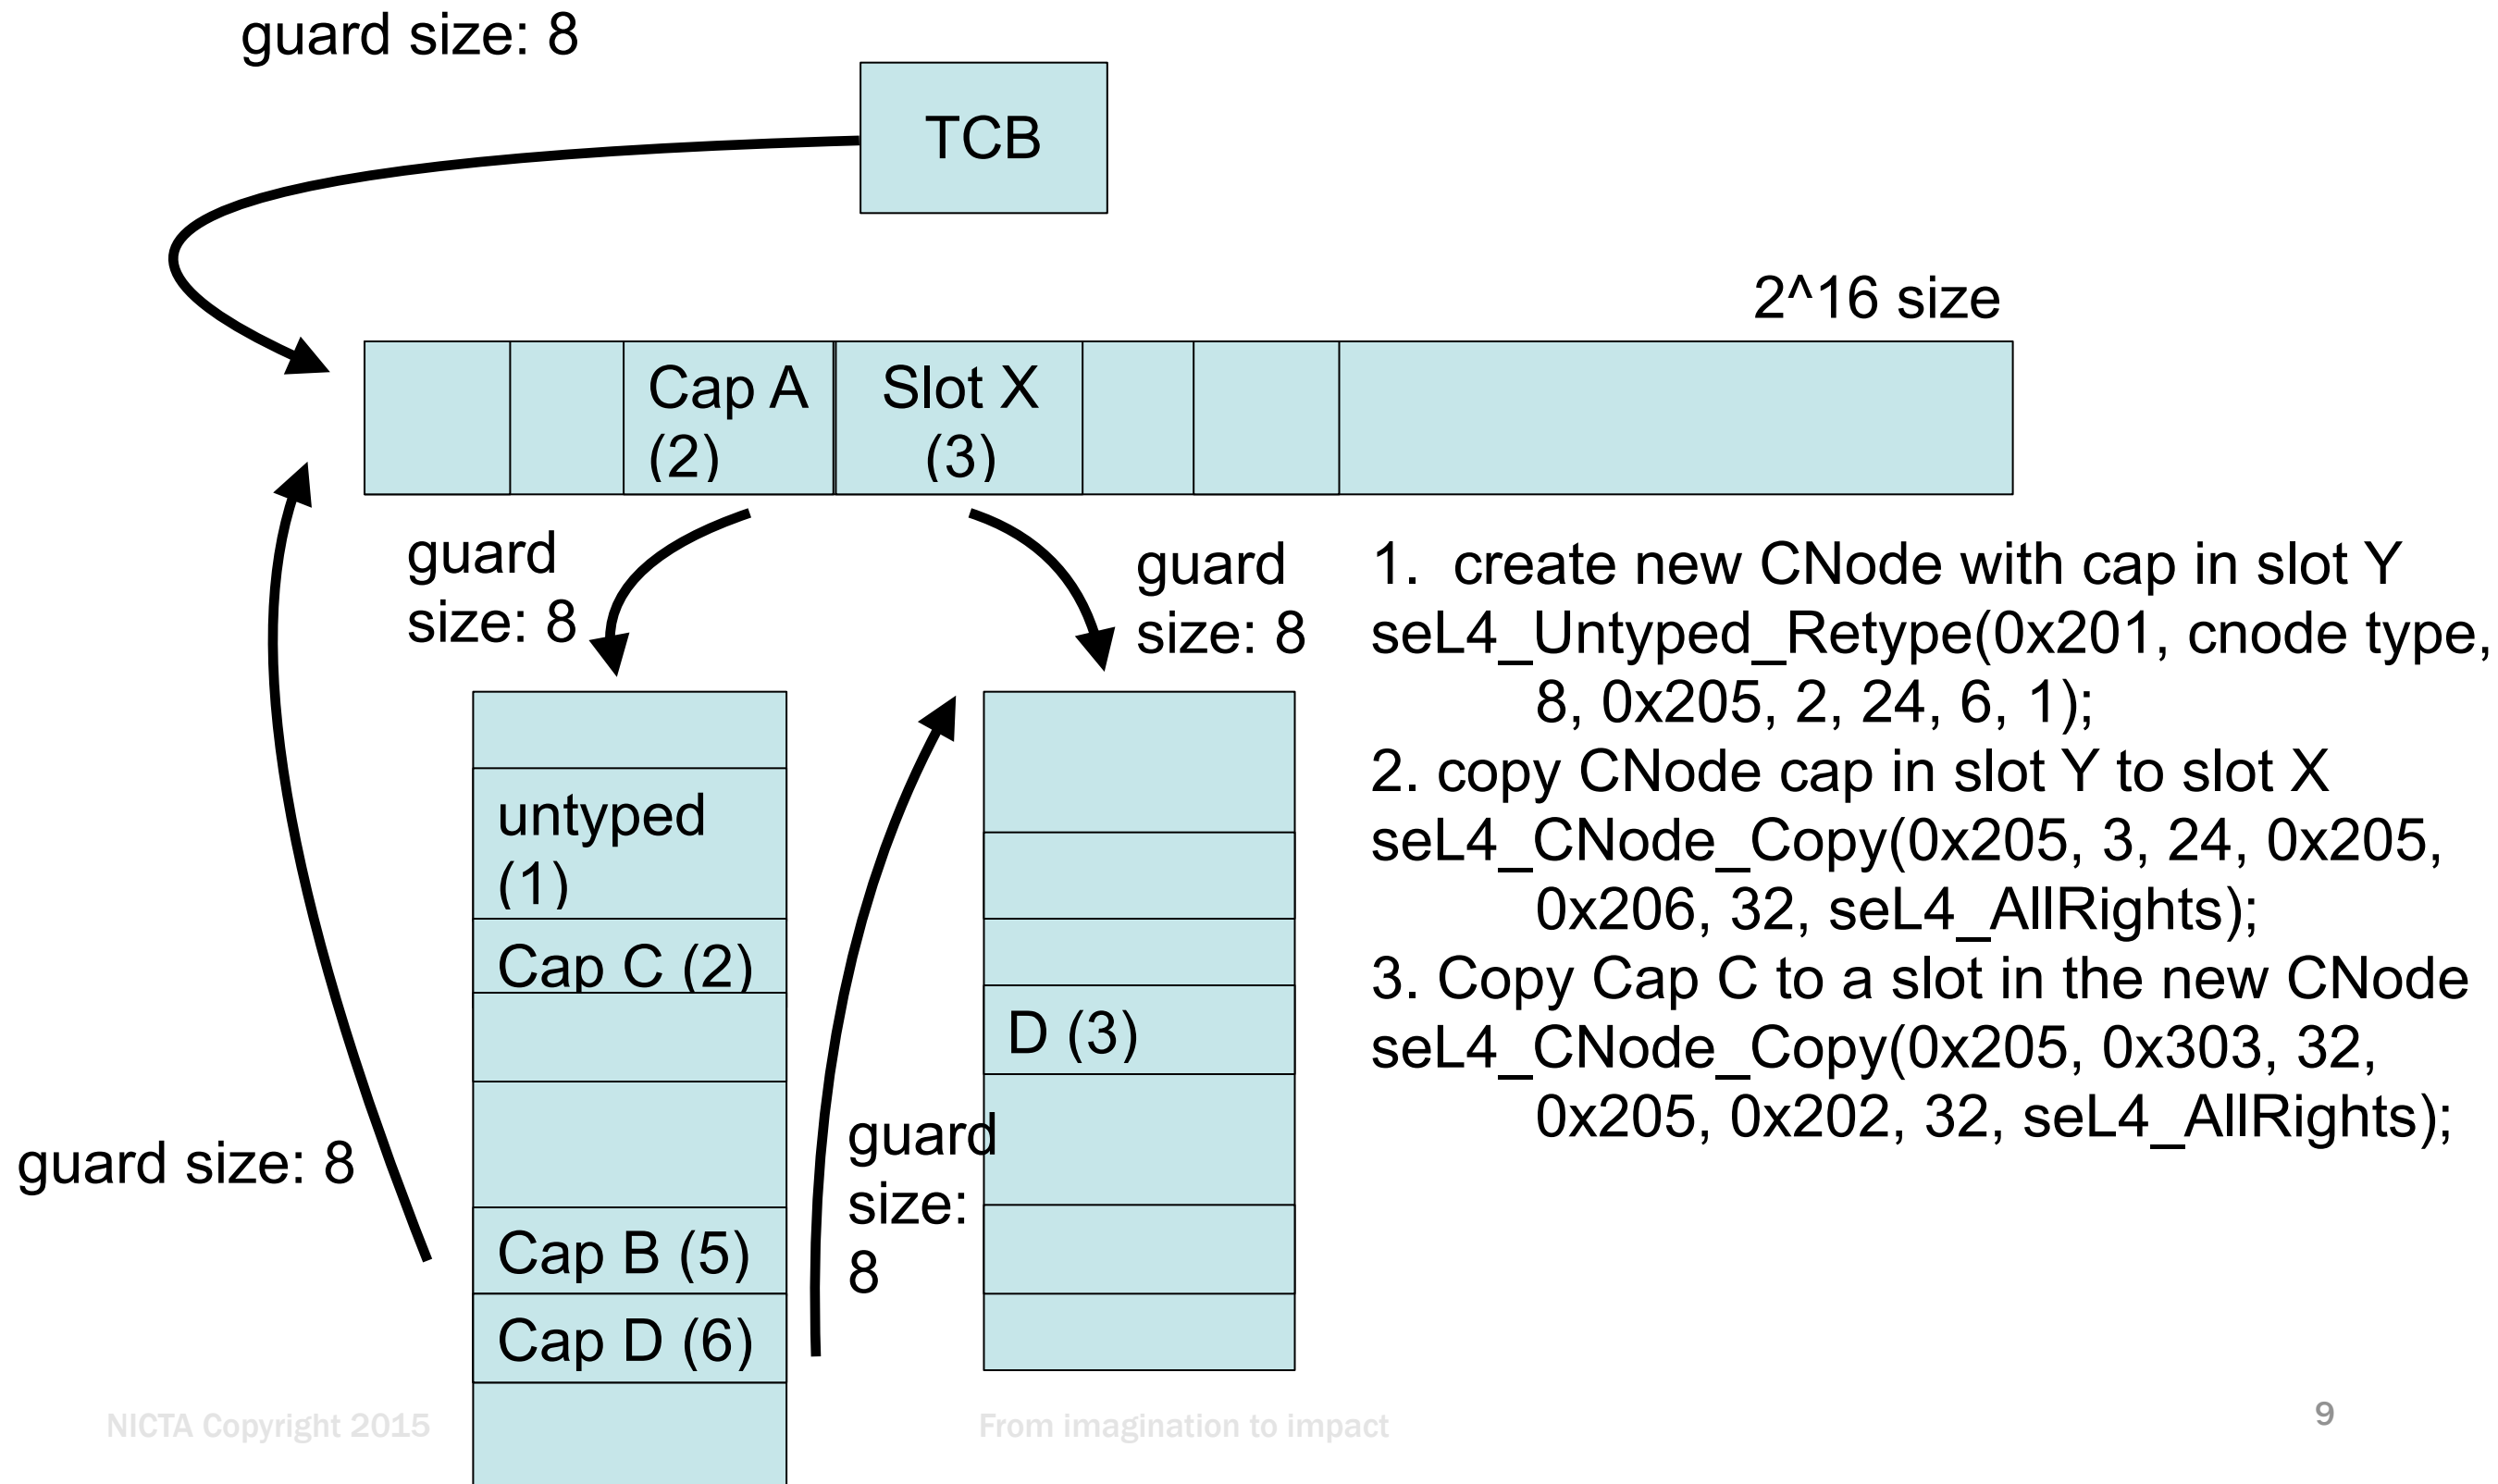 guard size: 8
TCB
2^16 size
Cap A
(2)
Slot X
(3)
guard
size: 8
guard
size: 8
untyped
(1)
Cap C (2)
Cap B (5)
Cap D (6)
guard size: 8
guard
size:
8
D (3)
1. create new CNode with cap in slot Y
seL4_Untyped_Retype(0x201, cnode type,
8, 0x205, 2, 24, 6, 1);
2. copy CNode cap in slot Y to slot X
seL4_CNode_Copy(0x205, 3, 24, 0x205,
0x206, 32, seL4_AllRights);
3. Copy Cap C to a slot in the new CNode
seL4_CNode_Copy(0x205, 0x303, 32,
0x205, 0x202, 32, seL4_AllRights);
NICTA Copyright 2015
From imagination to impact
9